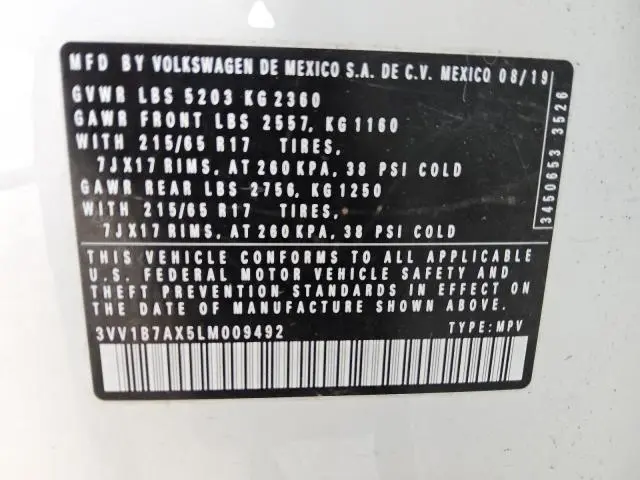 MFD BY VOLKSWAGEN DE MEXICO S.A. DE C.V. MEXICO 08/19
GVWR LBS 5203 KG 2360
GAWR FRONT LBS 2557, KG 1160
WITH 215/65 R17 TIRES,
7JX17 RIMS, AT 260 KPA, 38 PSI COLD
GAWR REAR LBS 2756, KG 1250
WITH 215/65 R17 TIRES,
7JX17 RIMS, AT 260 KPA, 38 PSI COLD
THIS VEHICLE CONFORMS TO ALL APPLICABLE
U.S. FEDERAL MOTOR VEHICLE SAFETY AND
THEFT PREVENTION STANDARDS IN EFFECT ON
THE DATE OF MANUFACTURE SHOWN ABOVE.
3VV1B7AX5LM009492 TYPE: MPV
3450653 3526